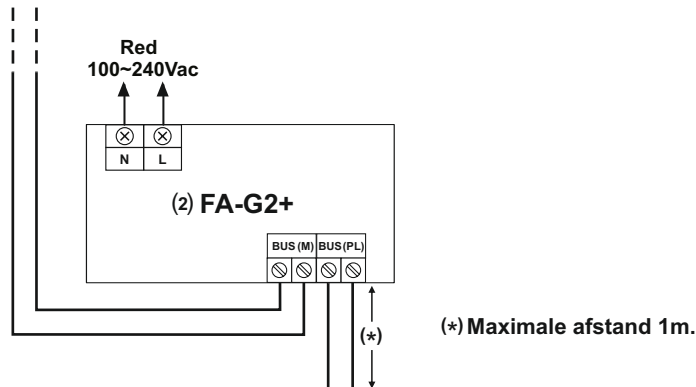 Red
100~240Vac
N L
(2) FA-G2+
BUS (M) BUS (PL)
(*)
(*) Maximale afstand 1m.